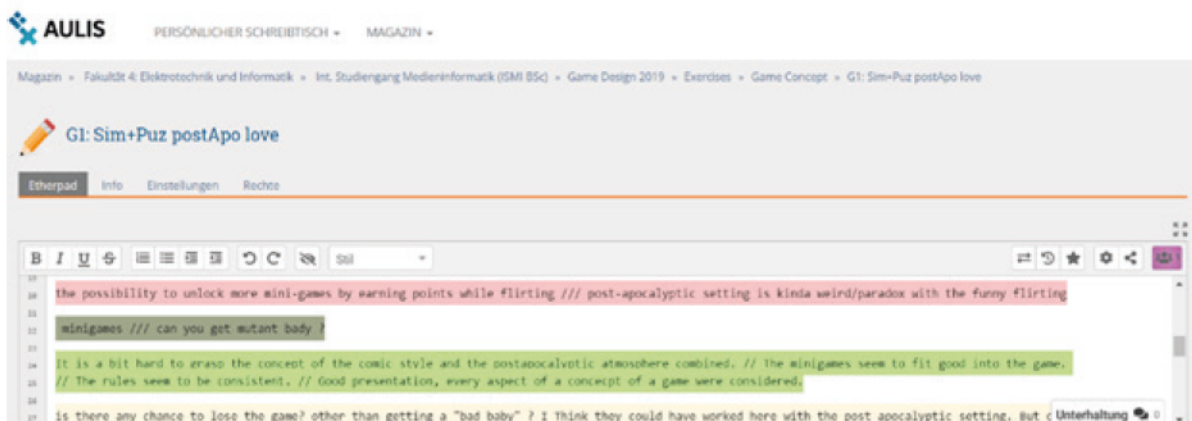 AULIS
PERSÖNLICHER SCHREIBTISCH MAGAZIN
Magazin » Fakultät 4: Elektrotechnik und Informatik » Int. Studiengang Medieninformatik (ISMI BSc) » Game Design 2019 » Exercises » Game Concept » G1: Sim+Puz postApo love
G1: Sim+Puz postApo love
Etherpad Info Einstellungen Rechte
B I U S Stil
the possibility to unlock more mini-games by earning points while flirting /// post-apocalyptic setting is kinda weird/paradox with the funny flirting
minigames /// can you get mutant bady ?
It is a bit hard to grasp the concept of the comic style and the postapocalyptic atmosphere combined. // The minigames seem to fit good into the game.
// The rules seem to be consistent. // Good presentation, every aspect of a concecpt of a game were considered.
is there any chance to lose the game? other than getting a "bad baby" ? I Think they could have worked here with the post apocalyptic setting. But
Unterhaltung 0